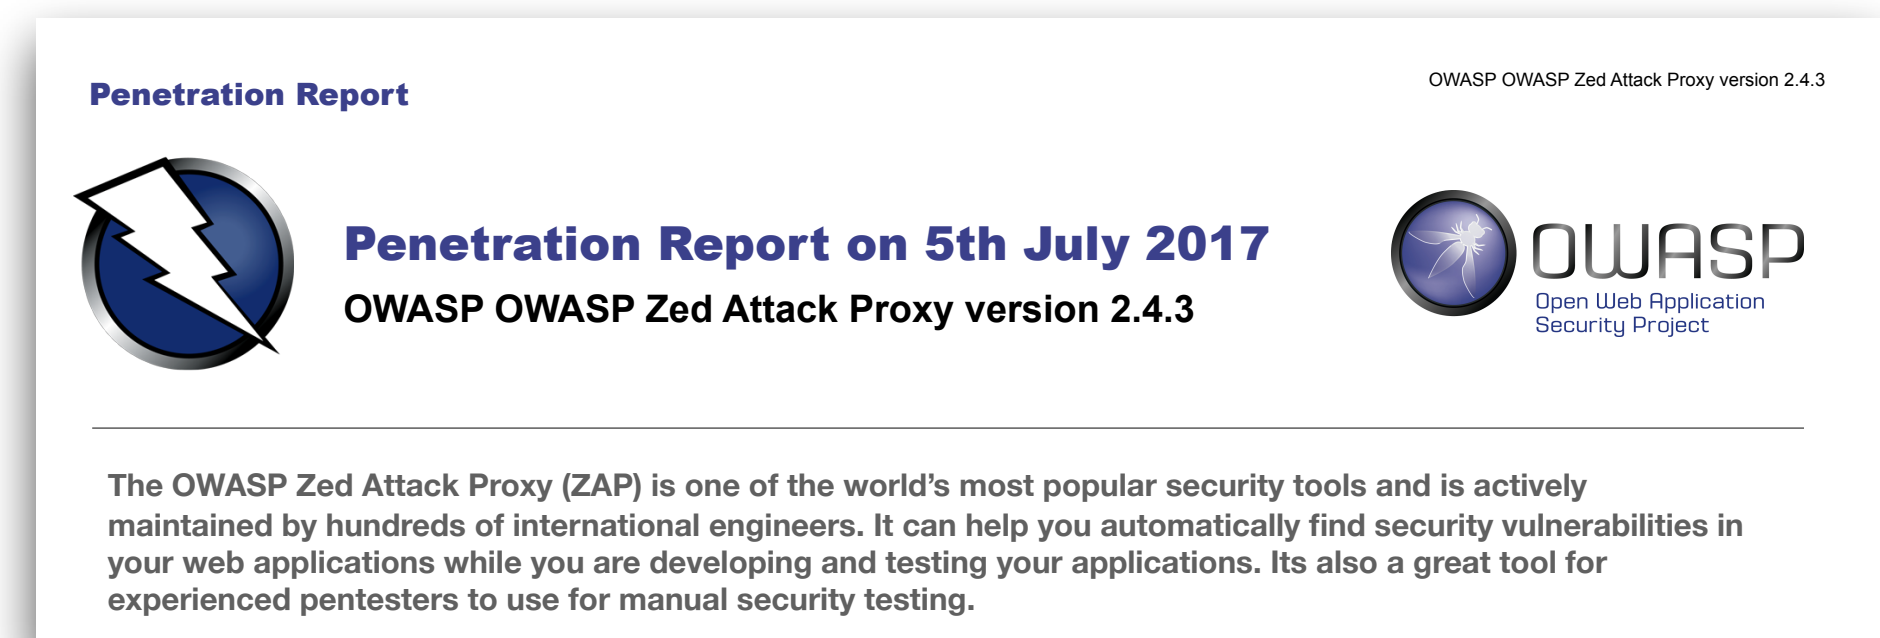 Penetration Report
OWASP OWASP Zed Attack Proxy version 2.4.3
Penetration Report on 5th July 2017
OWASP OWASP Zed Attack Proxy version 2.4.3
OWASP
Open Web Application
Security Project
The OWASP Zed Attack Proxy (ZAP) is one of the world’s most popular security tools and is actively
maintained by hundreds of international engineers. It can help you automatically find security vulnerabilities in
your web applications while you are developing and testing your applications. Its also a great tool for
experienced pentesters to use for manual security testing.